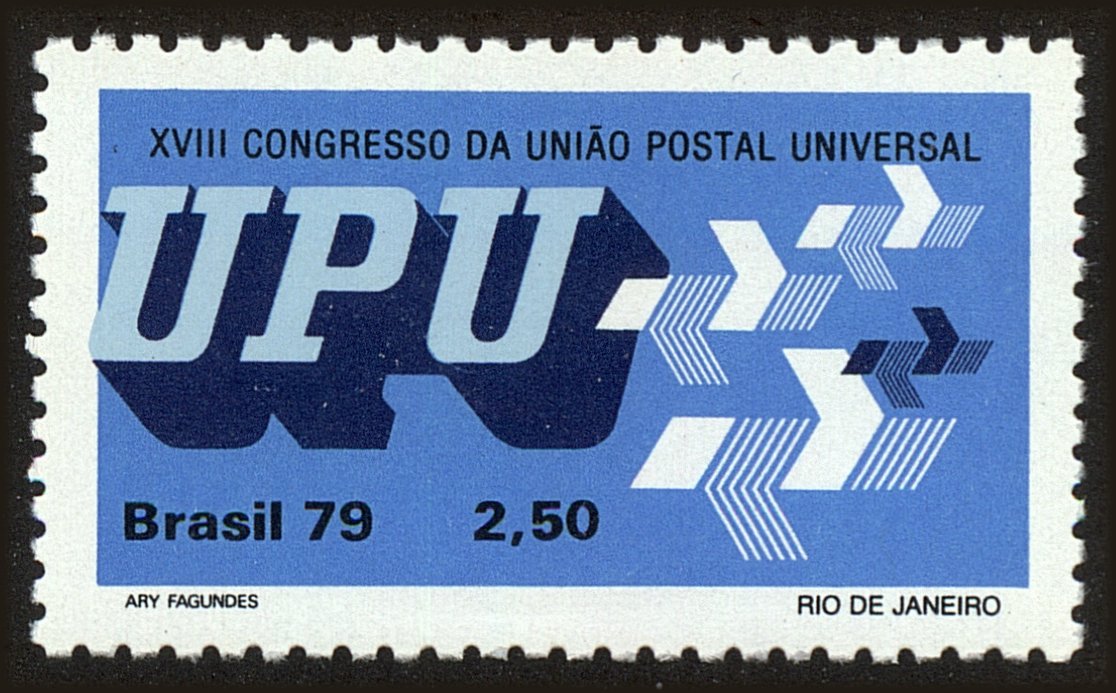 XVIII CONGRESSO DA UNIÃO POSTAL UNIVERSAL
UPU
Brasil 79 2,50
ARY FAGUNDES RIO DE JANEIRO